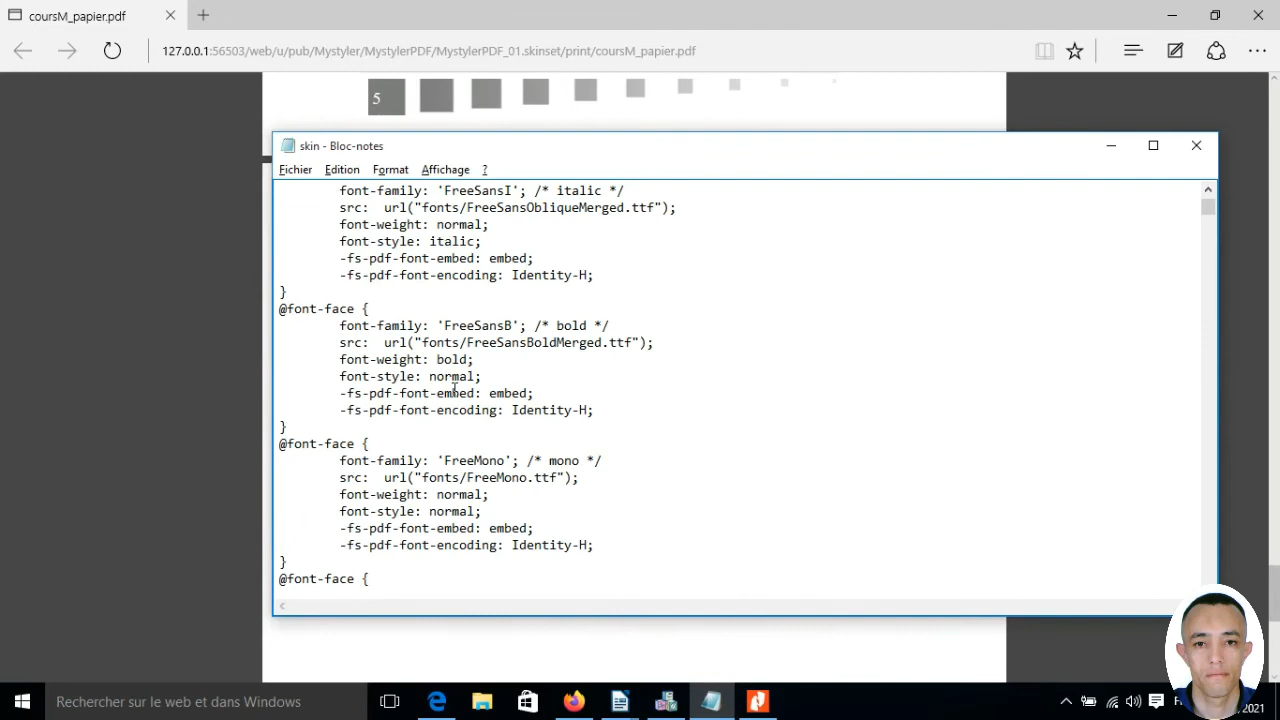 coursM_papier.pdf
127.0.0.1:56503/web/u/pub/Mystyler/MystylerPDF/MystylerPDF_01.skinset/print/coursM_papier.pdf
5
skin - Bloc-notes
Fichier Edition Format Affichage ?
font-family: 'FreeSansI'; /* italic */
src: url("fonts/FreeSansObliqueMerged.ttf");
font-weight: normal;
font-style: italic;
-fs-pdf-font-embed: embed;
-fs-pdf-font-encoding: Identity-H;
}
@font-face {
font-family: 'FreeSansB'; /* bold */
src: url("fonts/FreeSansBoldMerged.ttf");
font-weight: bold;
font-style: normal;
-fs-pdf-font-embed: embed;
-fs-pdf-font-encoding: Identity-H;
}
@font-face {
font-family: 'FreeMono'; /* mono */
src: url("fonts/FreeMono.ttf");
font-weight: normal;
font-style: normal;
-fs-pdf-font-embed: embed;
-fs-pdf-font-encoding: Identity-H;
}
@font-face {
Rechercher sur le web et dans Windows
2021